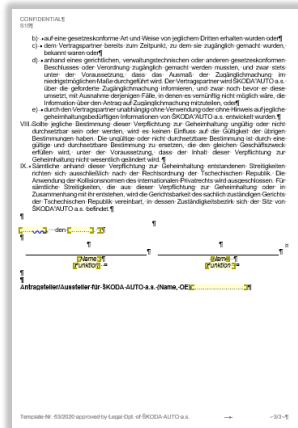 CONFIDENTIAL¶
S1¶
b)→auf eine gesetzeskonforme Art und Weise von jeglichem Dritten erhalten wurden oder¶
c)→dem Vertragspartner bereits zum Zeitpunkt, zu dem sie zugänglich gemacht wurden, bekannt waren oder¶
d)→anhand eines gerichtlichen, verwaltungstechnischen oder anderen gesetzeskonformen
Beschlusses oder Verordnung zugänglich gemacht werden mussten, und zwar stets
unter der Voraussetzung, dass das Ausmaß der Zugänglichmachung im
niedrigstmöglichen Maße durchgeführt wird. Der Vertragspartner wird ŠKODA AUTO a.s.
über die geforderte Zugänglichmachung informieren, und zwar noch bevor er diese
umsetzt, mit Ausnahme derjenigen Fälle, in denen es vernünftig nicht möglich wäre, die
Information über den Antrag auf Zugänglichmachung mitzuteilen, oder¶
e)→durch den Vertragspartner unabhängig ohne Verwendung oder ohne Hinweis auf jegliche
geheimhaltungsbedürftigen Informationen von ŠKODA AUTO a.s. entwickelt wurden.¶
VIII.Sollte jegliche Bestimmung dieser Verpflichtung zur Geheimhaltung ungültig oder nicht
durchsetzbar sein oder werden, wird es keinen Einfluss auf die Gültigkeit der übrigen
Bestimmungen haben. Die ungültige oder nicht durchsetzbare Bestimmung ist durch eine
gültige und durchsetzbare Bestimmung zu ersetzen, die den gleichen Geschäftszweck
erfüllen wird, unter der Voraussetzung, dass der Inhalt dieser Verpflichtung zur
Geheimhaltung nicht wesentlich geändert wird.¶
IX.→Sämtliche anhand dieser Verpflichtung zur Geheimhaltung entstandenen Streitigkeiten
richten sich ausschließlich nach der Rechtsordnung der Tschechischen Republik. Die
Anwendung der Kollisionsnormen des internationalen Privatrechts wird ausgeschlossen. Für
sämtliche Streitigkeiten, die aus dieser Verpflichtung zur Geheimhaltung oder im
Zusammenhang mit ihr entstehen, wird die Gerichtsbarkeit des sachlich zuständigen Gerichts
der Tschechischen Republik vereinbart, in dessen Zuständigkeitsbezirk sich der Sitz von
ŠKODA AUTO a.s. befindet.¶
¶
[..........], den [..........] ¶ ¶
¶ ¶
[Name] [Name]
[Funktion] [Funktion]
¶
¶
Antragsteller/Aussteller für ŠKODA AUTO a.s. (Name, OE)[....................]¶
Template-Nr. 53/2020 approved by Legal Dpt. of ŠKODA AUTO a.s. → -3/3-¶